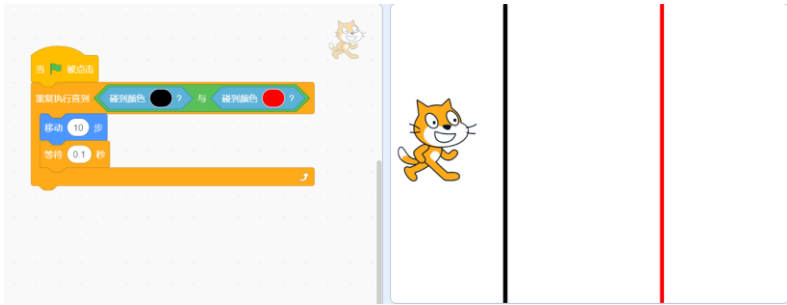 当 被点击
重复执行直到 碰到颜色 ? 与 碰到颜色 ?
移动 10 步
等待 0.1 秒